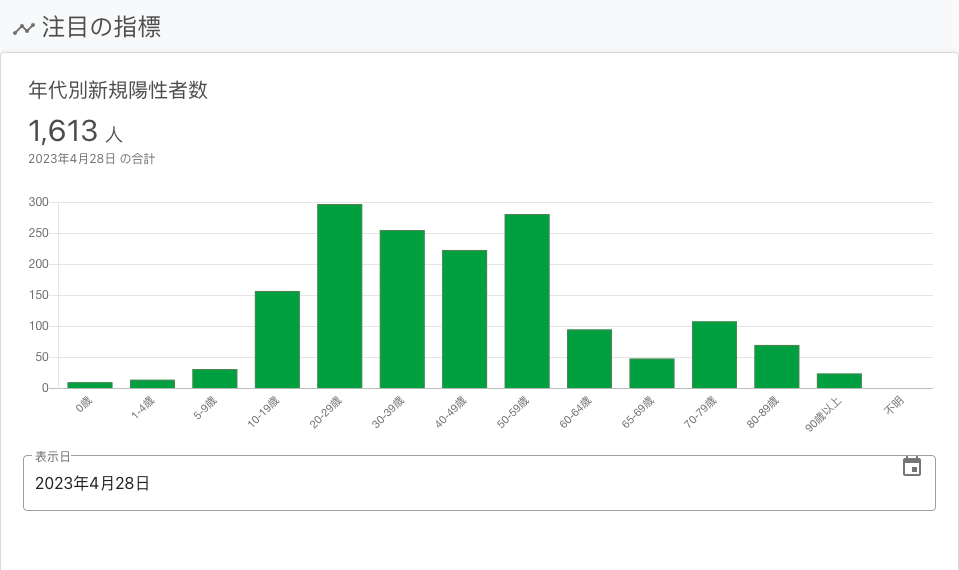 注目の指標
年代別新規陽性者数
1,613 人
2023年4月28日 の合計
300
250
200
150
100
50
0
0歳
1-4歳
5-9歳
10-19歳
20-29歳
30-39歳
40-49歳
50-59歳
60-64歳
65-69歳
70-79歳
80-89歳
90歳以上
不明
表示日
2023年4月28日